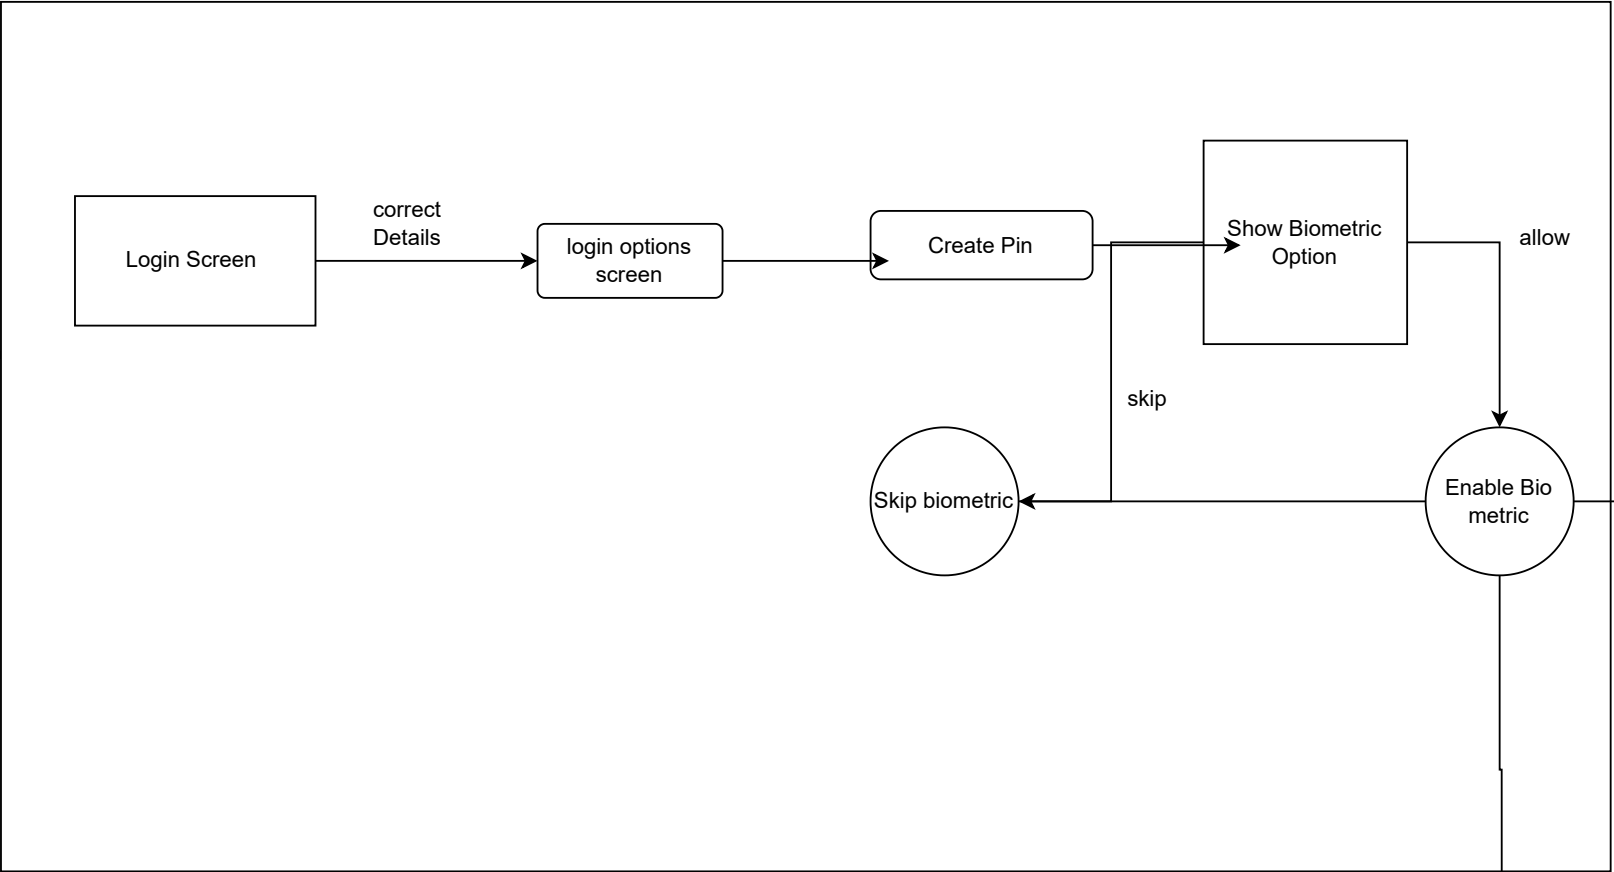 Login Screen
correct
Details
login options
screen
Create Pin
Show Biometric
Option
allow
skip
Skip biometric
Enable Bio
metric